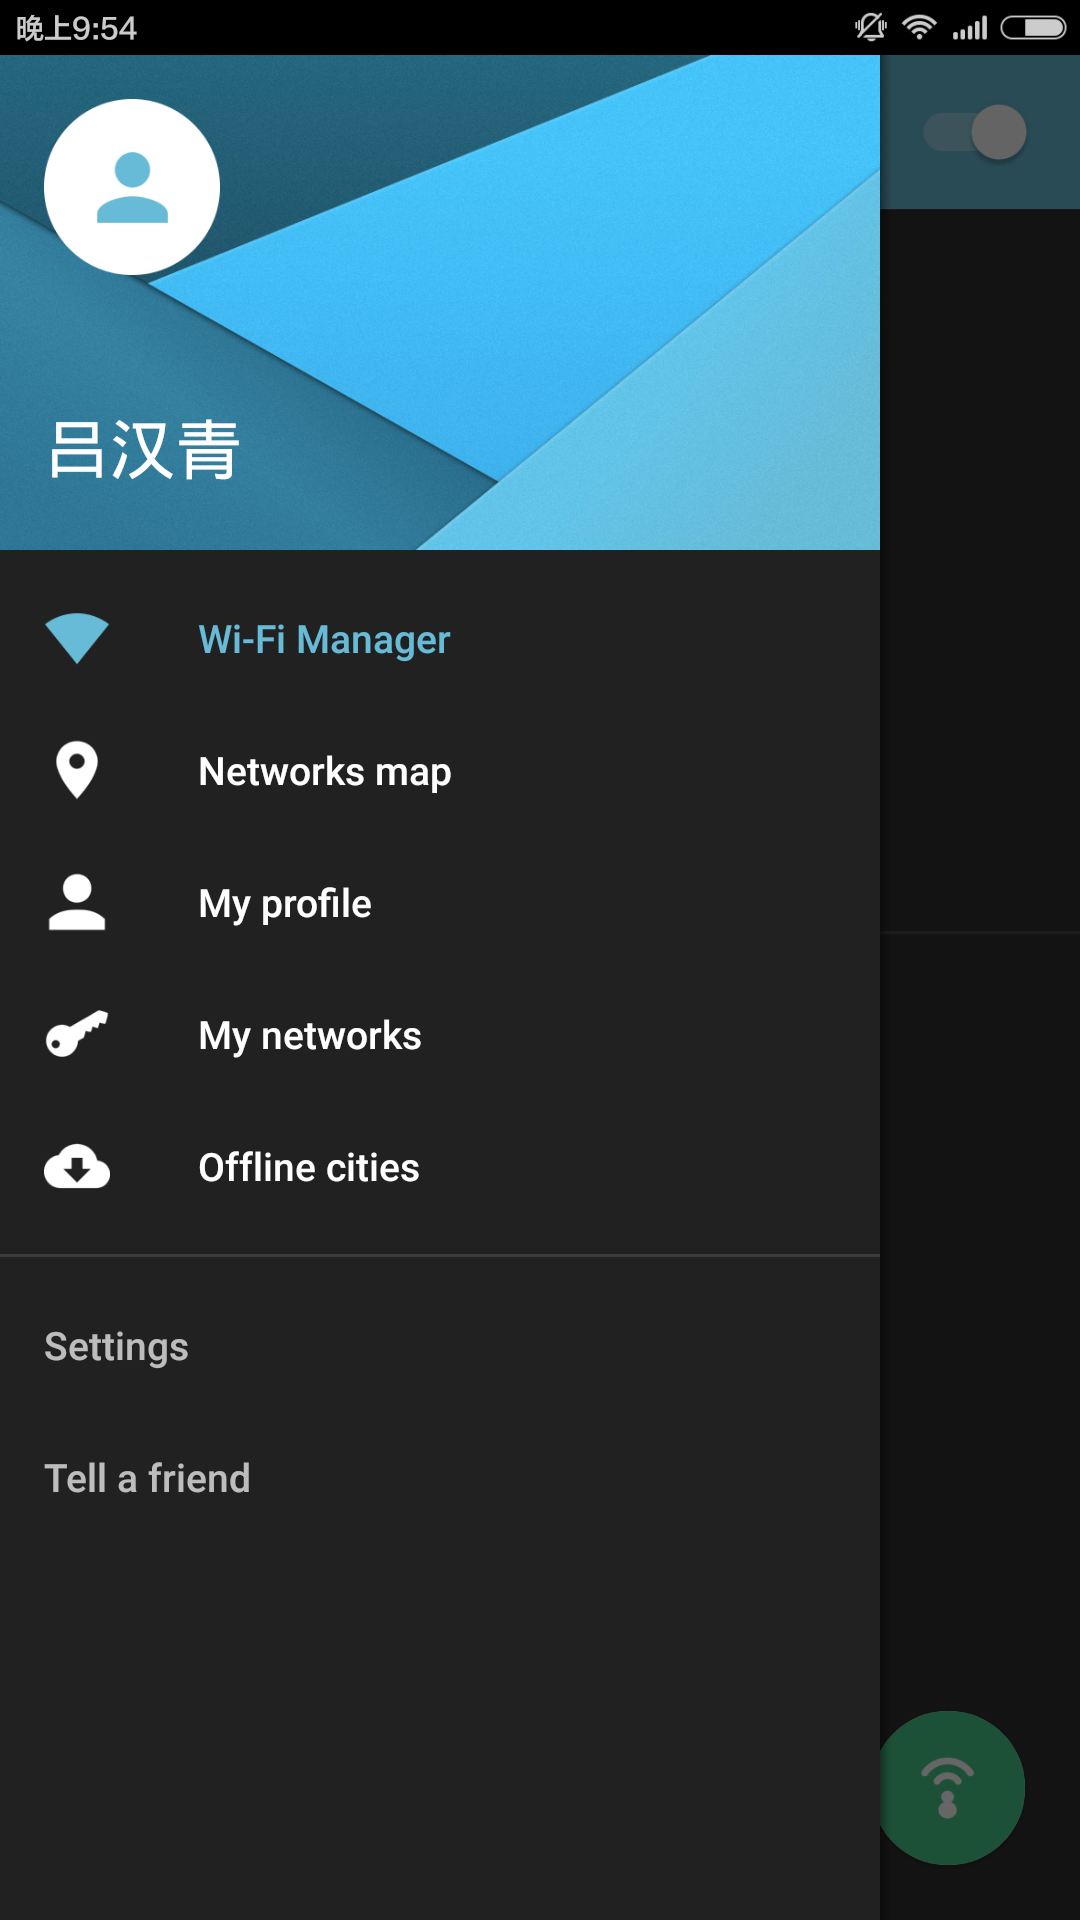 晚上9:54
吕汉青
Wi-Fi Manager
Networks map
My profile
My networks
Offline cities
Settings
Tell a friend